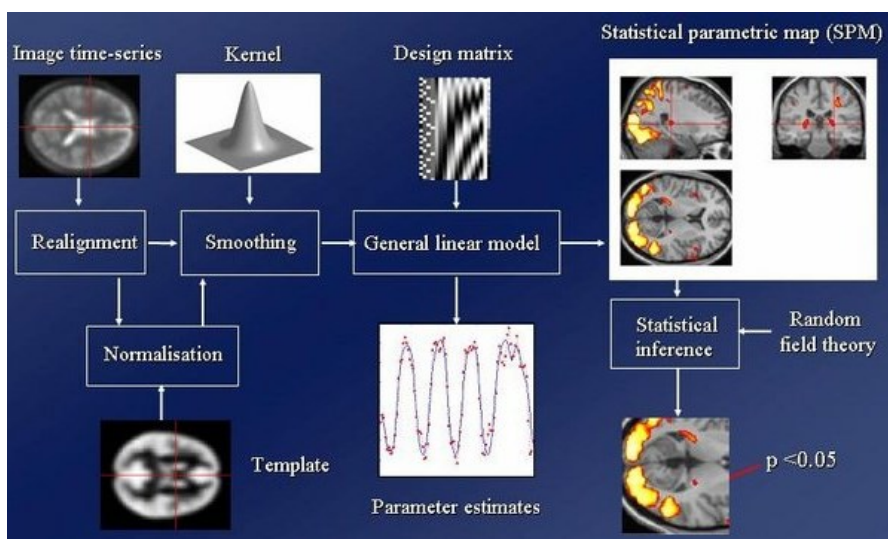 Image time-series
Kernel
Design matrix
Statistical parametric map (SPM)
Realignment
Smoothing
General linear model
Normalisation
Statistical
inference
Random
field theory
Template
Parameter estimates
p <0.05